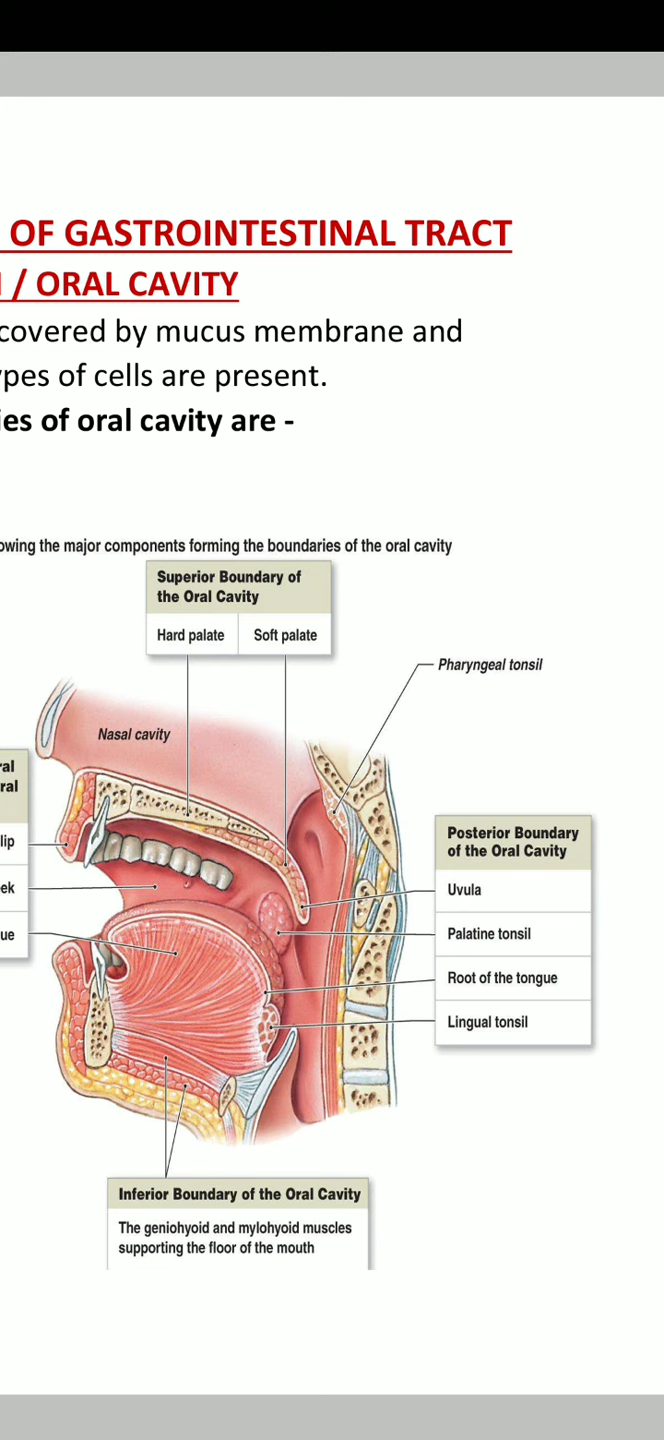 OF GASTROINTESTINAL TRACT
/ ORAL CAVITY
covered by mucus membrane and
ypes of cells are present.
ies of oral cavity are -
owing the major components forming the boundaries of the oral cavity
Superior Boundary of
the Oral Cavity
Hard palate Soft palate
Pharyngeal tonsil
Nasal cavity
ral
ral
lip
ek
ue
Posterior Boundary
of the Oral Cavity
Uvula
Palatine tonsil
Root of the tongue
Lingual tonsil
Inferior Boundary of the Oral Cavity
The geniohyoid and mylohyoid muscles
supporting the floor of the mouth